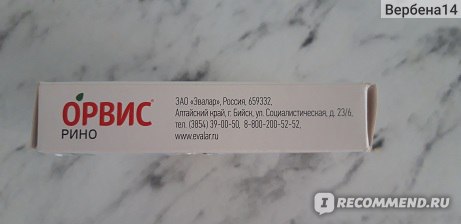 Вербена14
ОРВИС®
РИНО
ЗАО «Эвалар», Россия, 659332,
Алтайский край, г. Бийск, ул. Социалистическая, д. 23/6,
тел. (3854) 39-00-50, 8-800-200-52-52,
www.evalar.ru
I RECOMMEND.RU